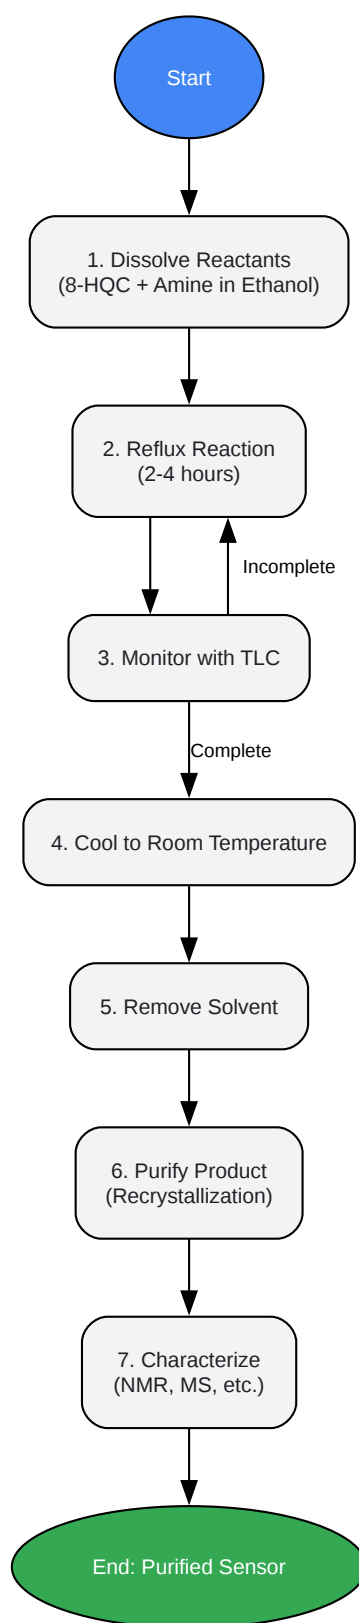 Start
1. Dissolve Reactants
(8-HQC + Amine in Ethanol)
2. Reflux Reaction
(2-4 hours)
Incomplete
3. Monitor with TLC
Complete
4. Cool to Room Temperature
5. Remove Solvent
6. Purify Product
(Recrystallization)
7. Characterize
(NMR, MS, etc.)
End: Purified Sensor